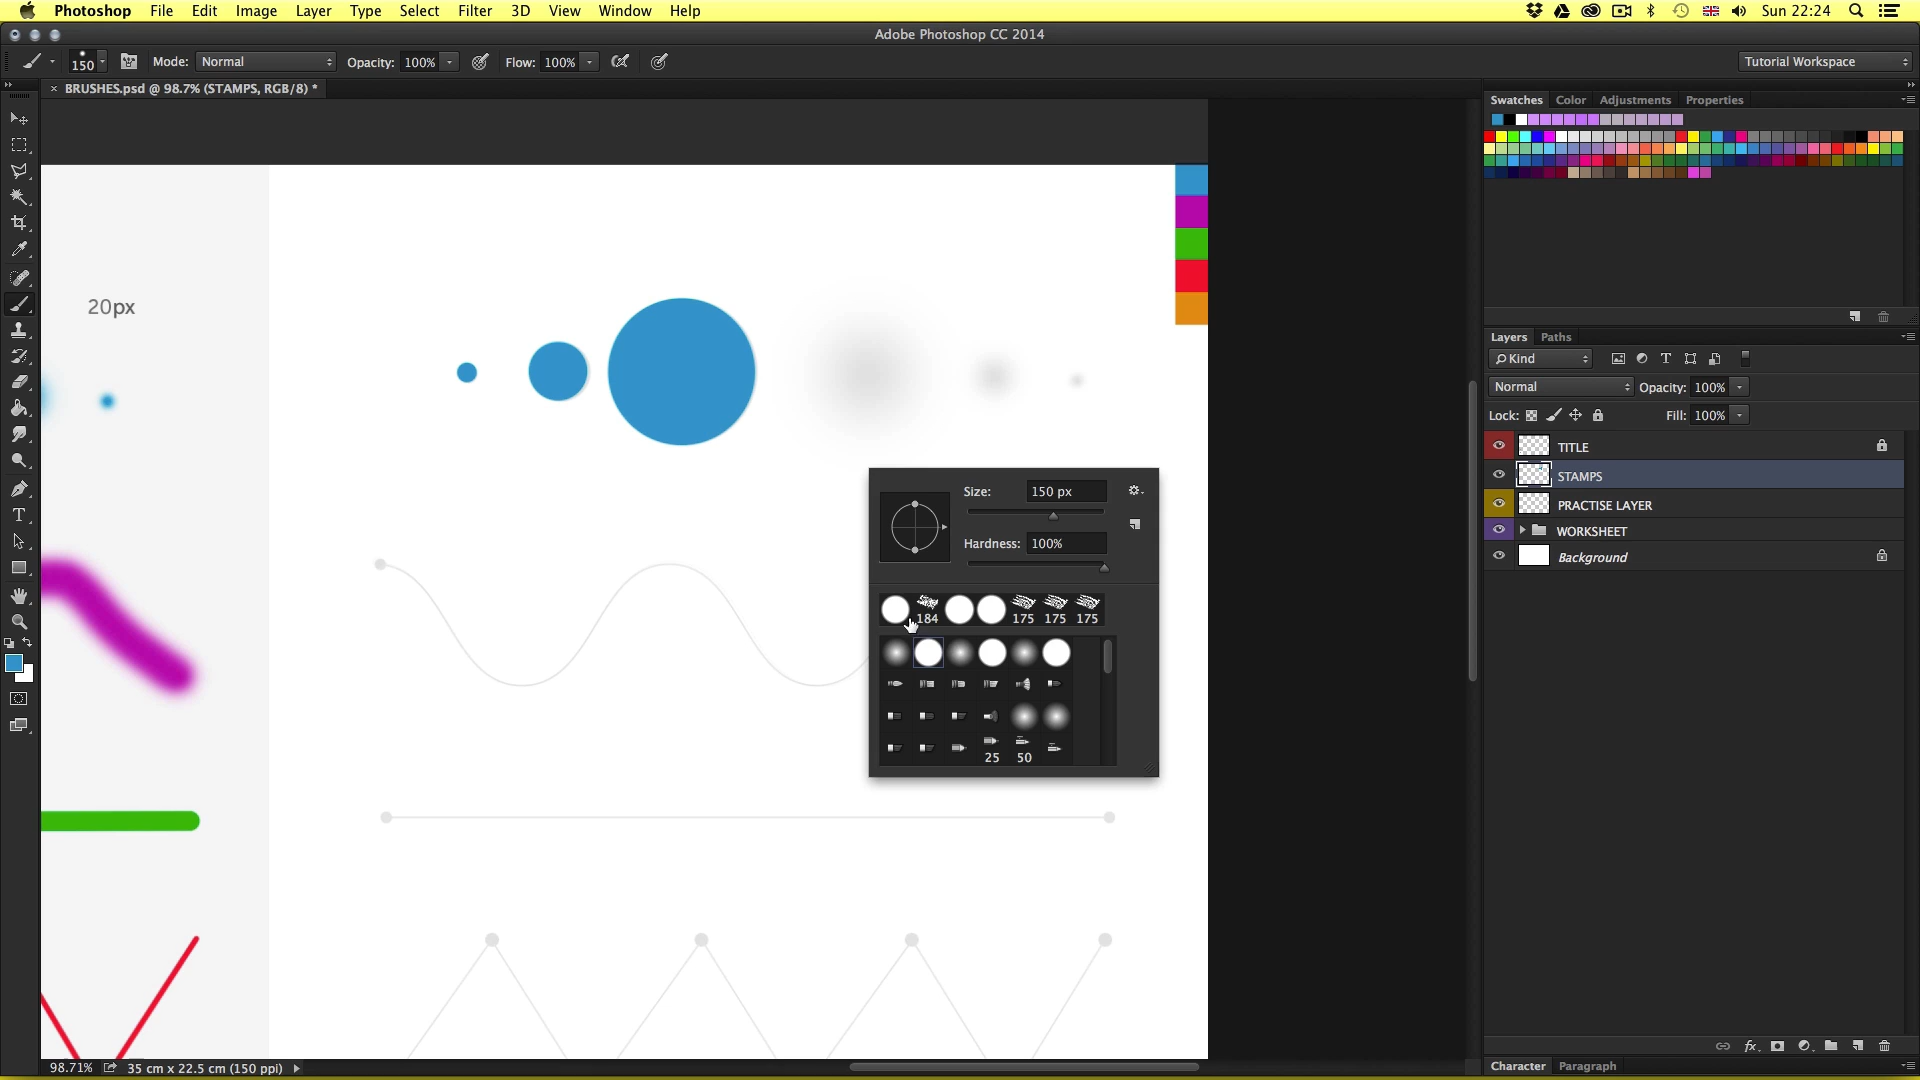 Photoshop File Edit Image Layer Type Select Filter 3D View Window Help Sun 22:24
Adobe Photoshop CC 2014
150 Mode: Normal Opacity: 100% Flow: 100% Tutorial Workspace
BRUSHES.psd @ 98.7% (STAMPS, RGB/8) *
Swatches Color Adjustments Properties
20px
Layers Paths
Kind
Normal Opacity: 100%
Lock: Fill: 100%
TITLE
STAMPS
PRACTISE LAYER
WORKSHEET
Background
Size: 150 px
Hardness: 100%
184 175 175 175
25 50
98.71% 35 cm x 22.5 cm (150 ppi)
Character Paragraph